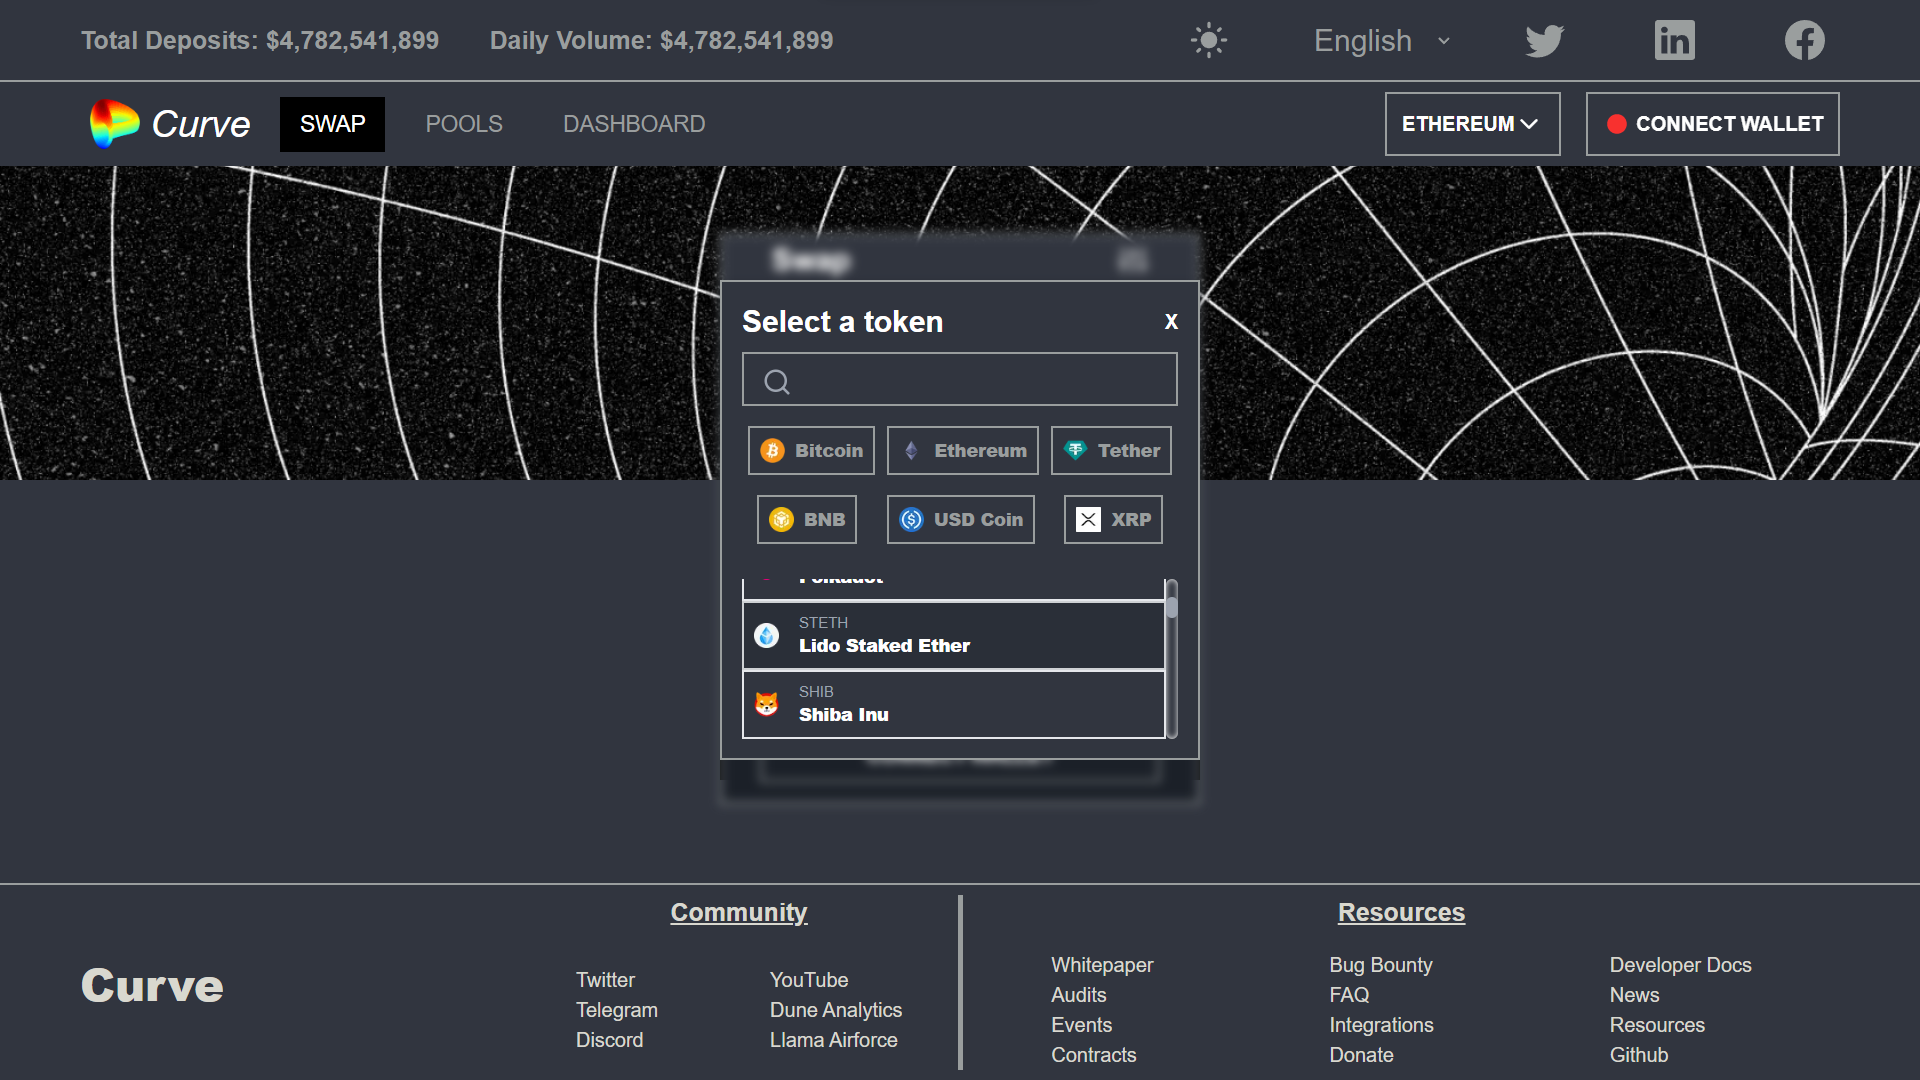 Total Deposits: $4,782,541,899
Daily Volume: $4,782,541,899
English
Curve
SWAP
POOLS
DASHBOARD
ETHEREUM
CONNECT WALLET
Swap
Select a token
X
Bitcoin
Ethereum
Tether
BNB
USD Coin
XRP
Polkadot
STETH
Lido Staked Ether
SHIB
Shiba Inu
CONNECT WALLET
Curve
Community
Twitter
Telegram
Discord
YouTube
Dune Analytics
Llama Airforce
Resources
Whitepaper
Audits
Events
Contracts
Bug Bounty
FAQ
Integrations
Donate
Developer Docs
News
Resources
Github